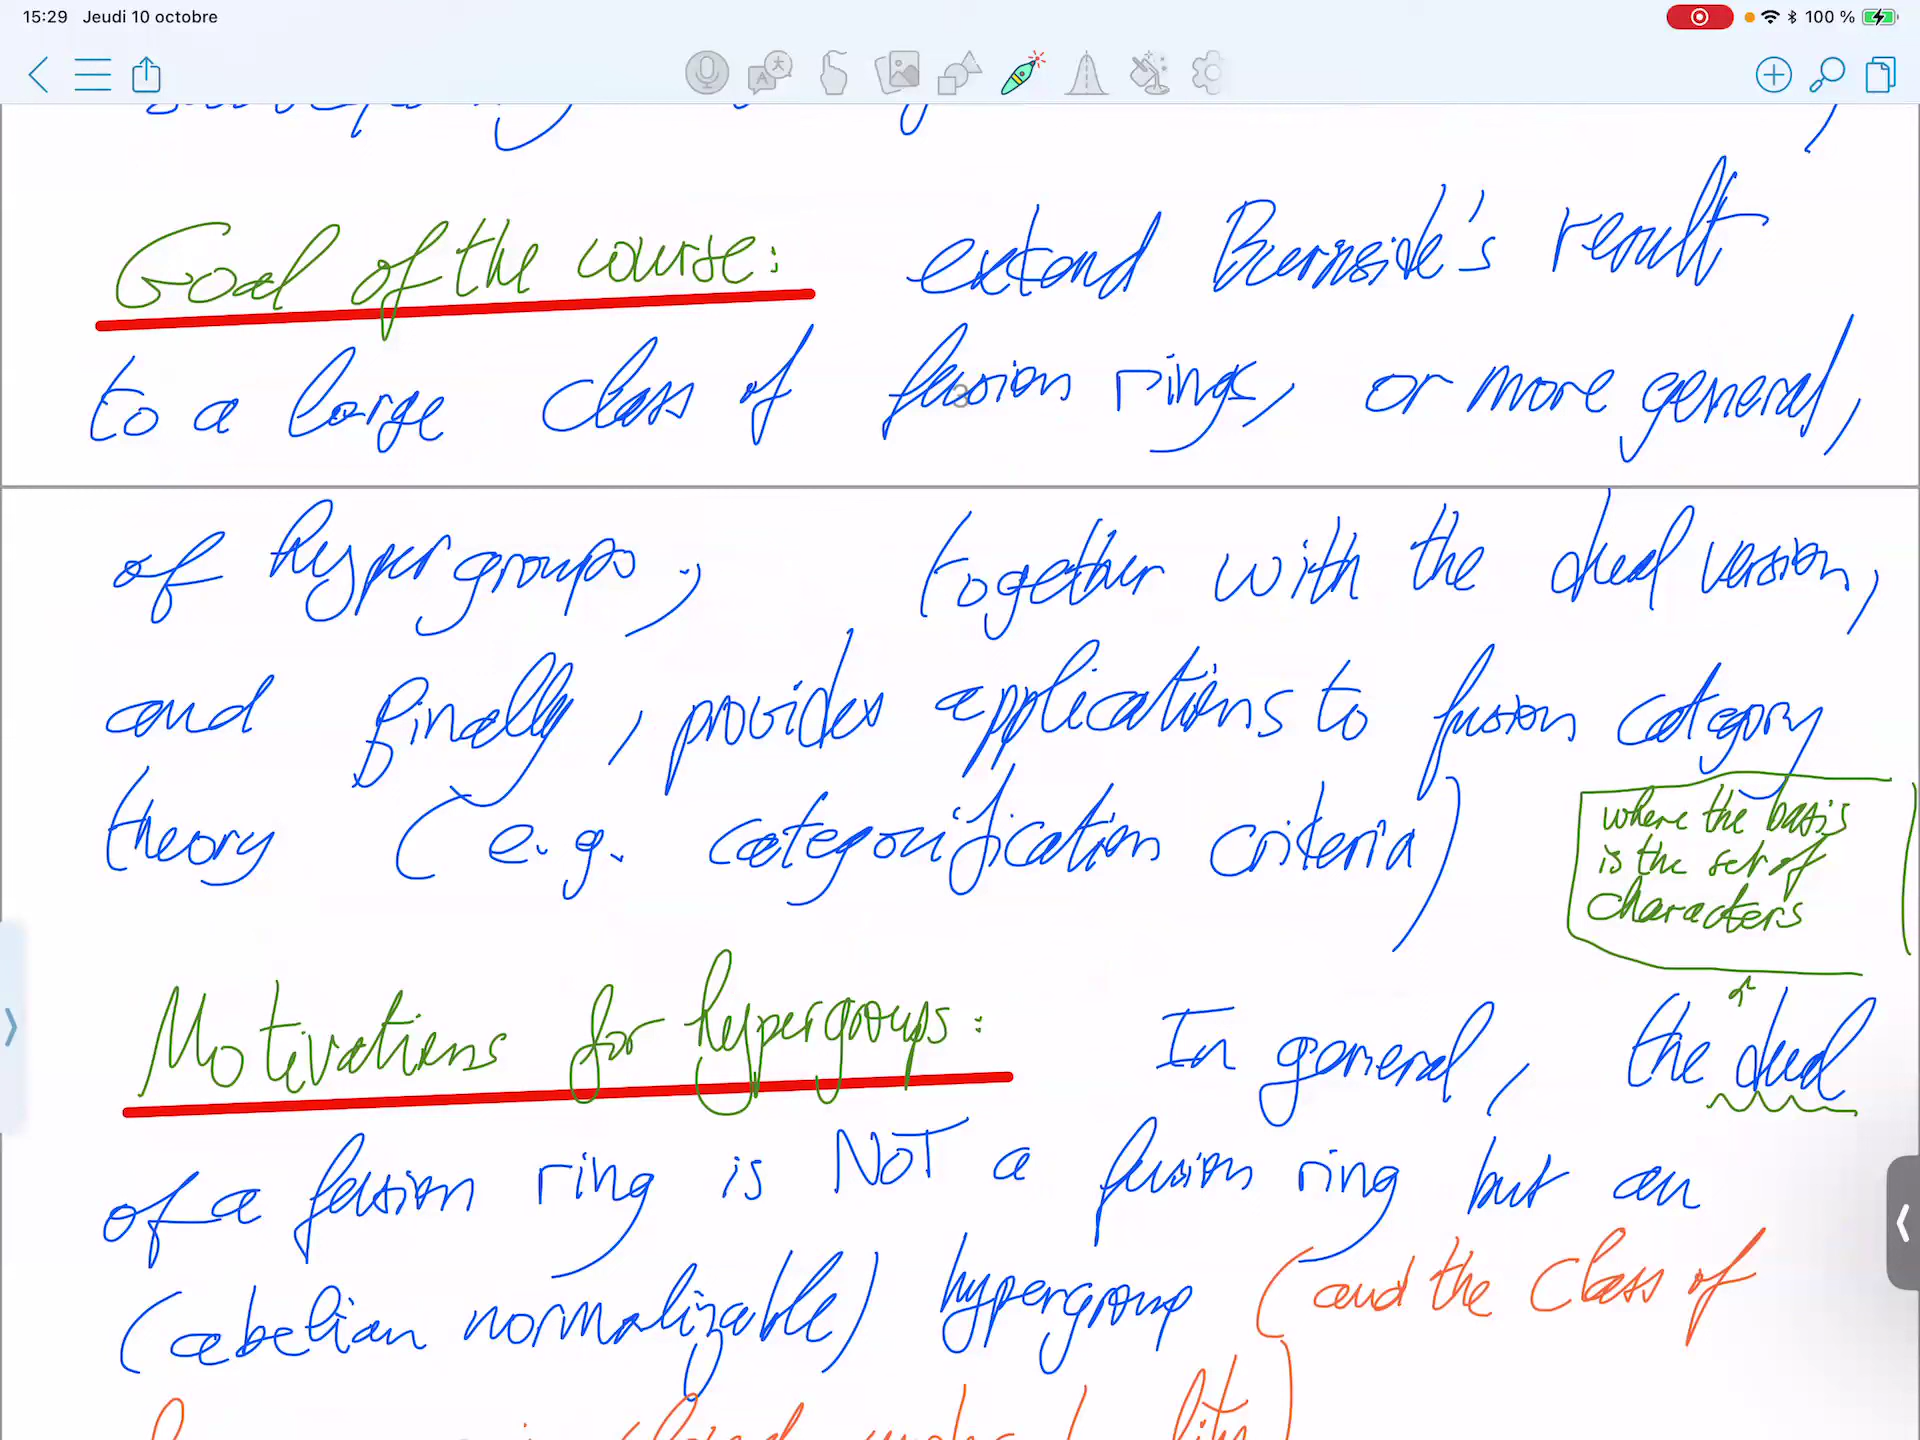 15:29 Jeudi 10 octobre 100 %
Goal of the course: extend Burnside's result
to a large class of fusion rings, or more general,
3
of hypergroups, together with the dual version,
and finally, provides applications to fusion category
theory (e.g. categorification criteria)
where the basis
is the set of
characters
Motivations for hypergroups: In general, the dual
of a fusion ring is NOT a fusion ring but an
(abelian normalizable) hypergroup (and the class of